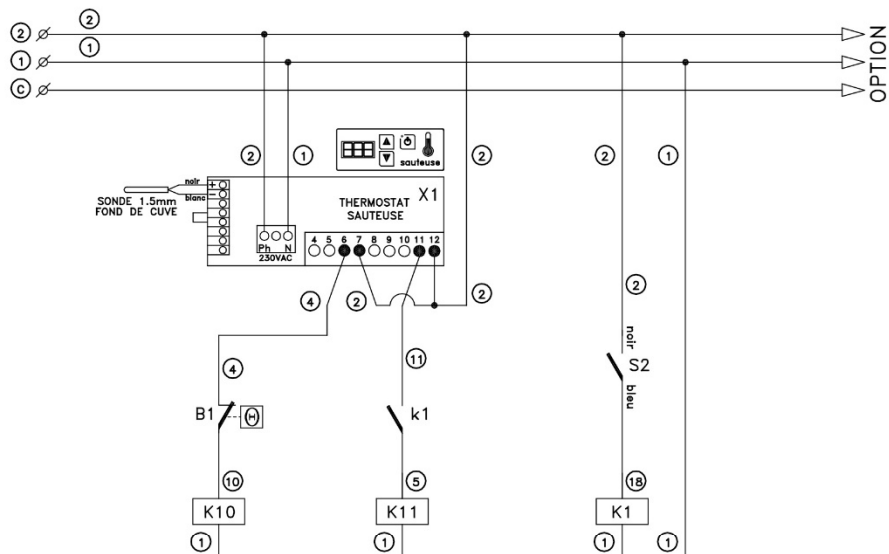 2 2
1 1
C
OPTION
2 1 2 2 1
sauteuse
noir
+
-
blanc
SONDE 1.5mm
FOND DE CUVE
THERMOSTAT X1
SAUTEUSE
Ph N
230VAC
4 5 6 7 8 9 10 11 12
4 2 2
2
noir
S2
bleu
4 11
B1 k1
10 5 18
K10 K11 K1
1 1 1 1